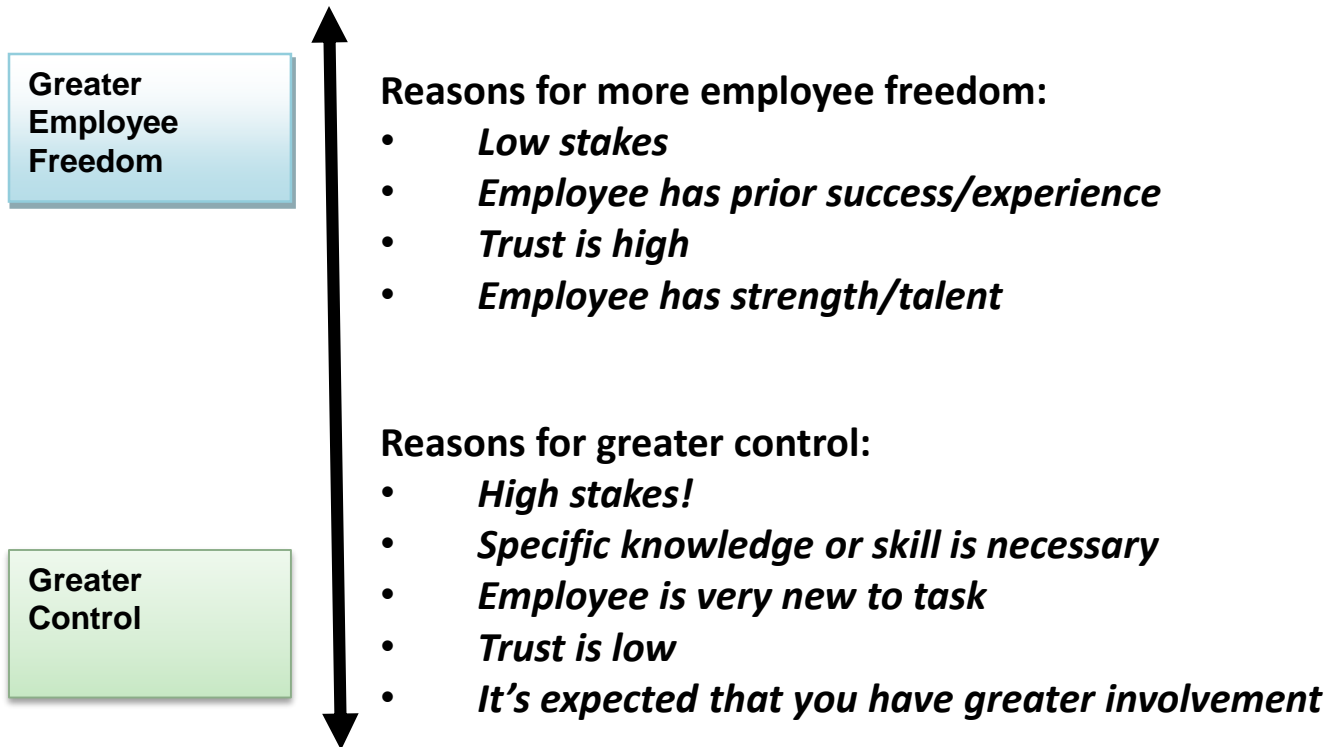 Greater
Employee
Freedom
Reasons for more employee freedom:
• Low stakes
• Employee has prior success/experience
• Trust is high
• Employee has strength/talent
Reasons for greater control:
• High stakes!
• Specific knowledge or skill is necessary
• Employee is very new to task
• Trust is low
• It’s expected that you have greater involvement
Greater
Control